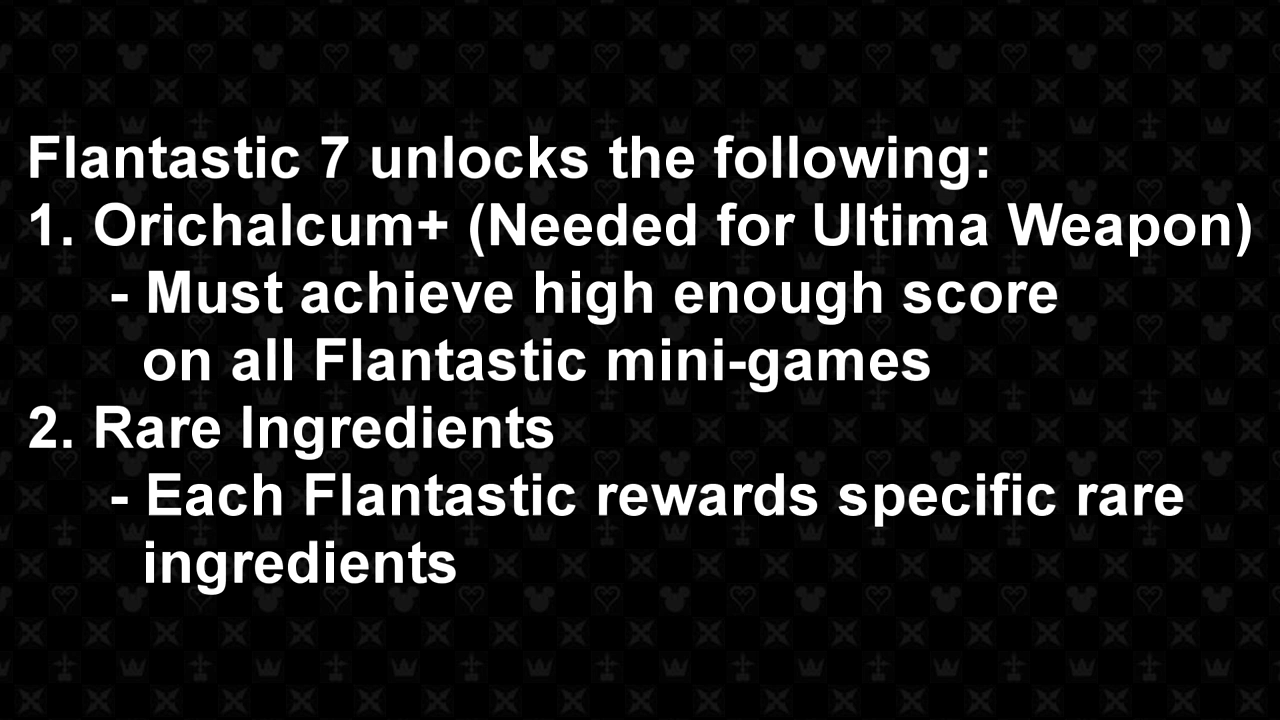 Flantastic 7 unlocks the following:
1. Orichalcum+ (Needed for Ultima Weapon)
- Must achieve high enough score
on all Flantastic mini-games
2. Rare Ingredients
- Each Flantastic rewards specific rare
ingredients